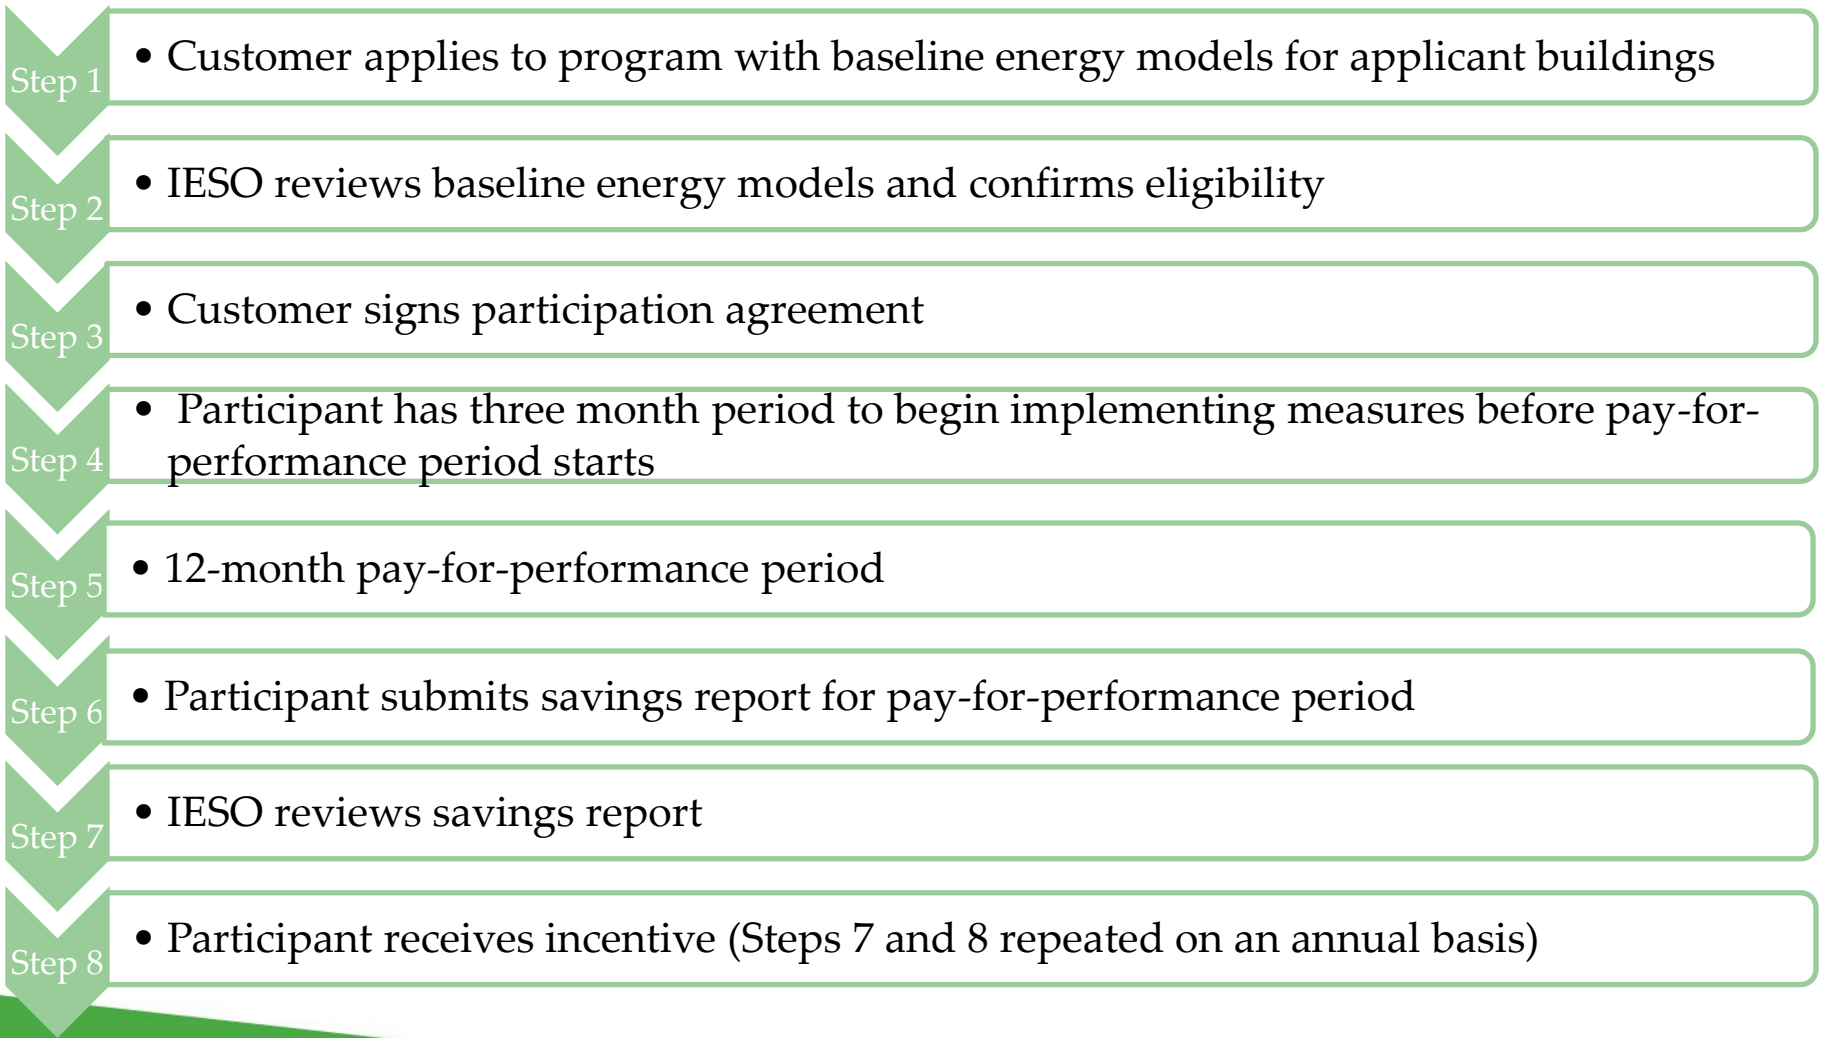 Step 1
• Customer applies to program with baseline energy models for applicant buildings
Step 2
• IESO reviews baseline energy models and confirms eligibility
Step 3
• Customer signs participation agreement
Step 4
• Participant has three month period to begin implementing measures before pay-for-
performance period starts
Step 5
• 12-month pay-for-performance period
Step 6
• Participant submits savings report for pay-for-performance period
Step 7
• IESO reviews savings report
Step 8
• Participant receives incentive (Steps 7 and 8 repeated on an annual basis)